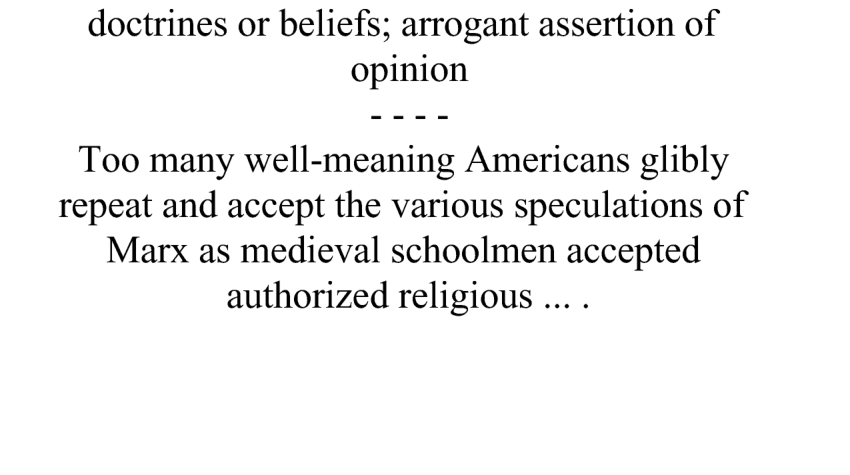 doctrines or beliefs; arrogant assertion of
opinion
- - - -
Too many well-meaning Americans glibly
repeat and accept the various speculations of
Marx as medieval schoolmen accepted
authorized religious ... .